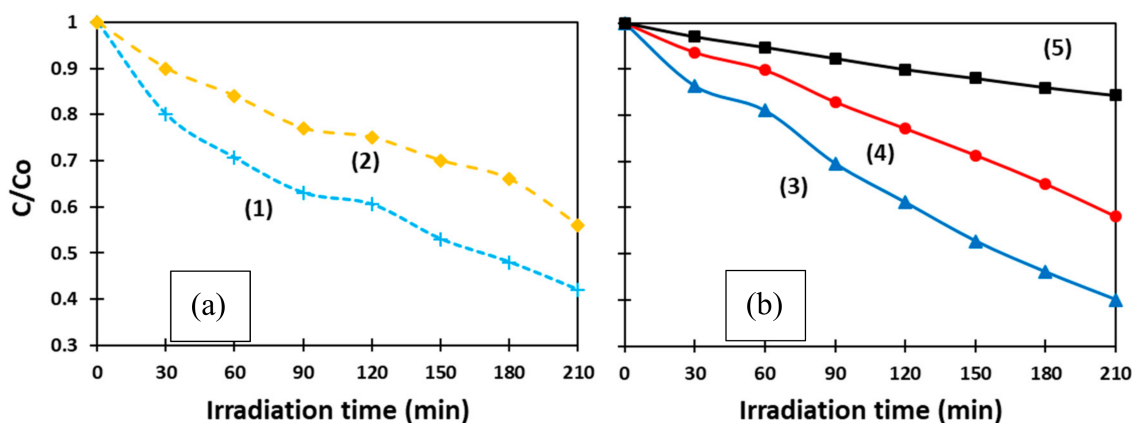 1
0.9
0.8
0.7
0.6
0.5
0.4
0.3
C/Co
(1)
(2)
(a)
0 30 60 90 120 150 180 210
Irradiation time (min)
(5)
(4)
(3)
(b)
0 30 60 90 120 150 180 210
Irradiation time (min)